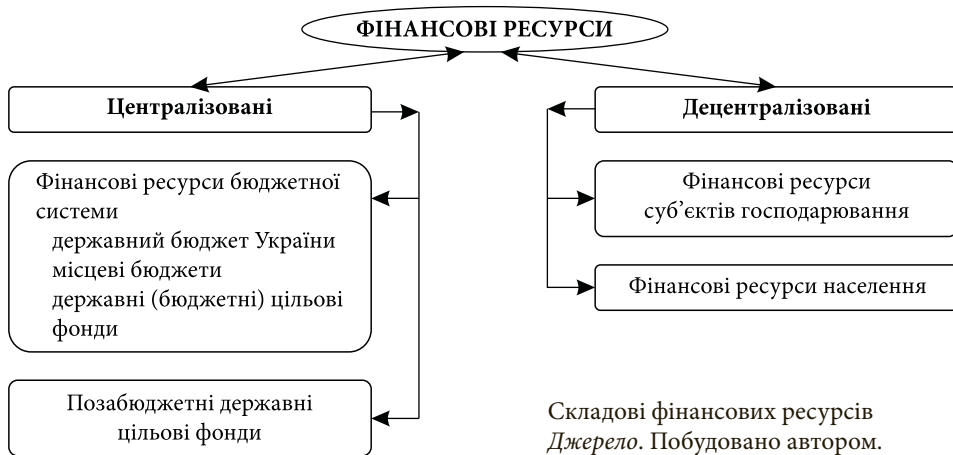 ФІНАНСОВІ РЕСУРСИ
Централізовані
Фінансові ресурси бюджетної
системи
державний бюджет України
місцеві бюджети
державні (бюджетні) цільові
фонди
Позабюджетні державні
цільові фонди
Децентралізовані
Фінансові ресурси
суб’єктів господарювання
Фінансові ресурси населення
Складові фінансових ресурсів
Джерело. Побудовано автором.